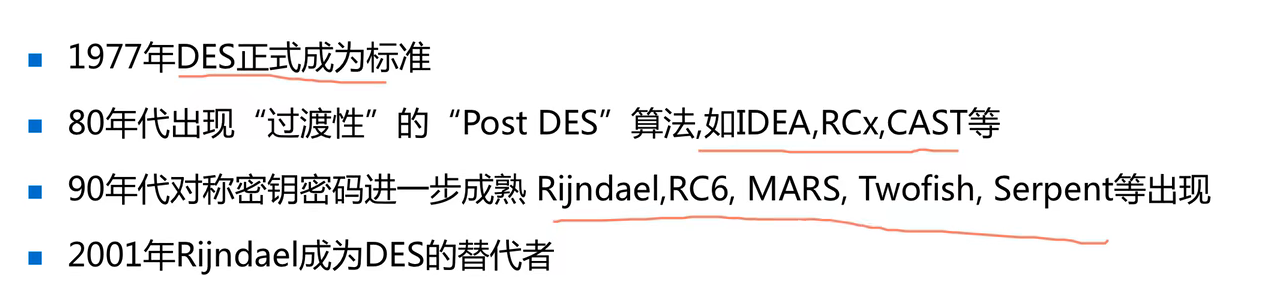 1977年DES正式成为标准
80年代出现“过渡性”的“Post DES”算法,如IDEA,RCx,CAST等
90年代对称密钥密码进一步成熟 Rijndael,RC6, MARS, Twofish, Serpent等出现
2001年Rijndael成为DES的替代者